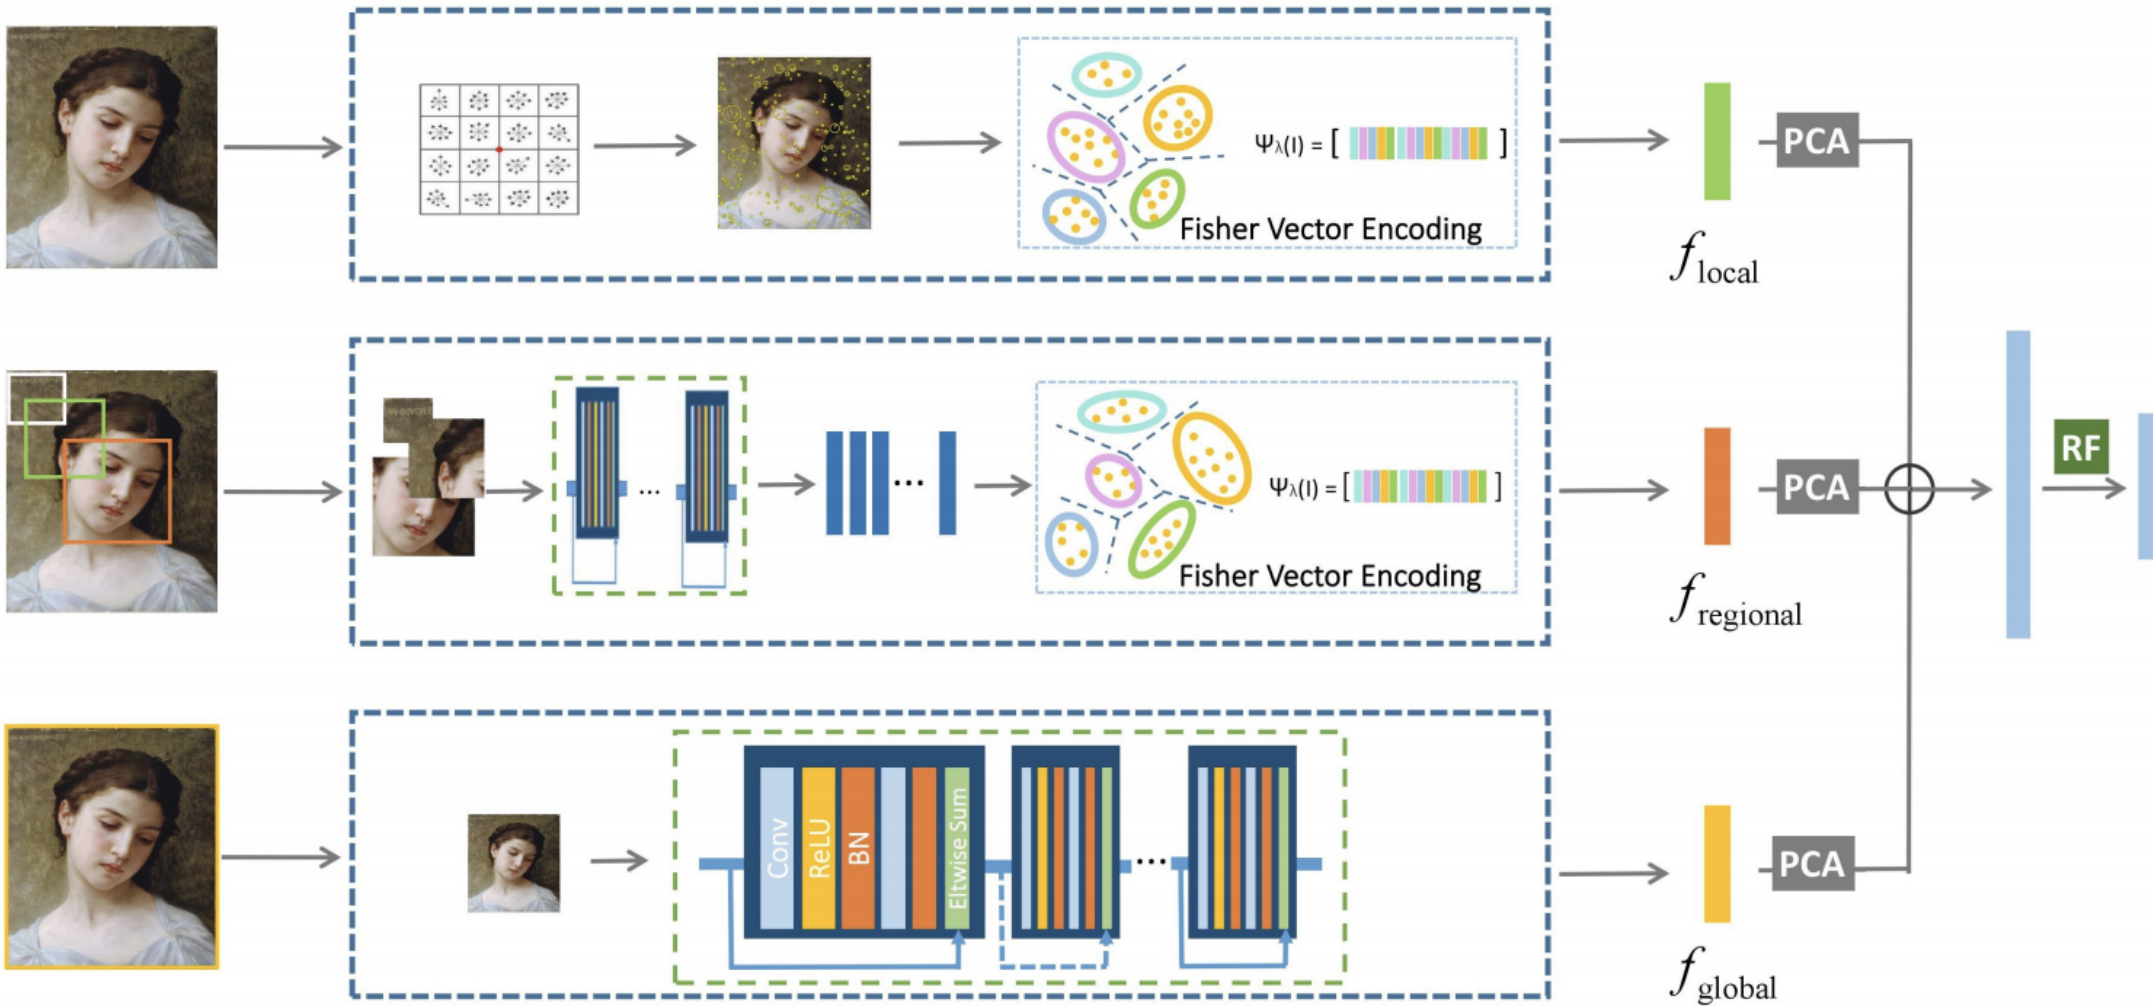 Ψλ(I) = [ ]
Fisher Vector Encoding
f local
PCA
Ψλ(I) = [ ]
Fisher Vector Encoding
f regional
PCA
RF
Conv
ReLU
BN
Eltwise Sum
f global
PCA